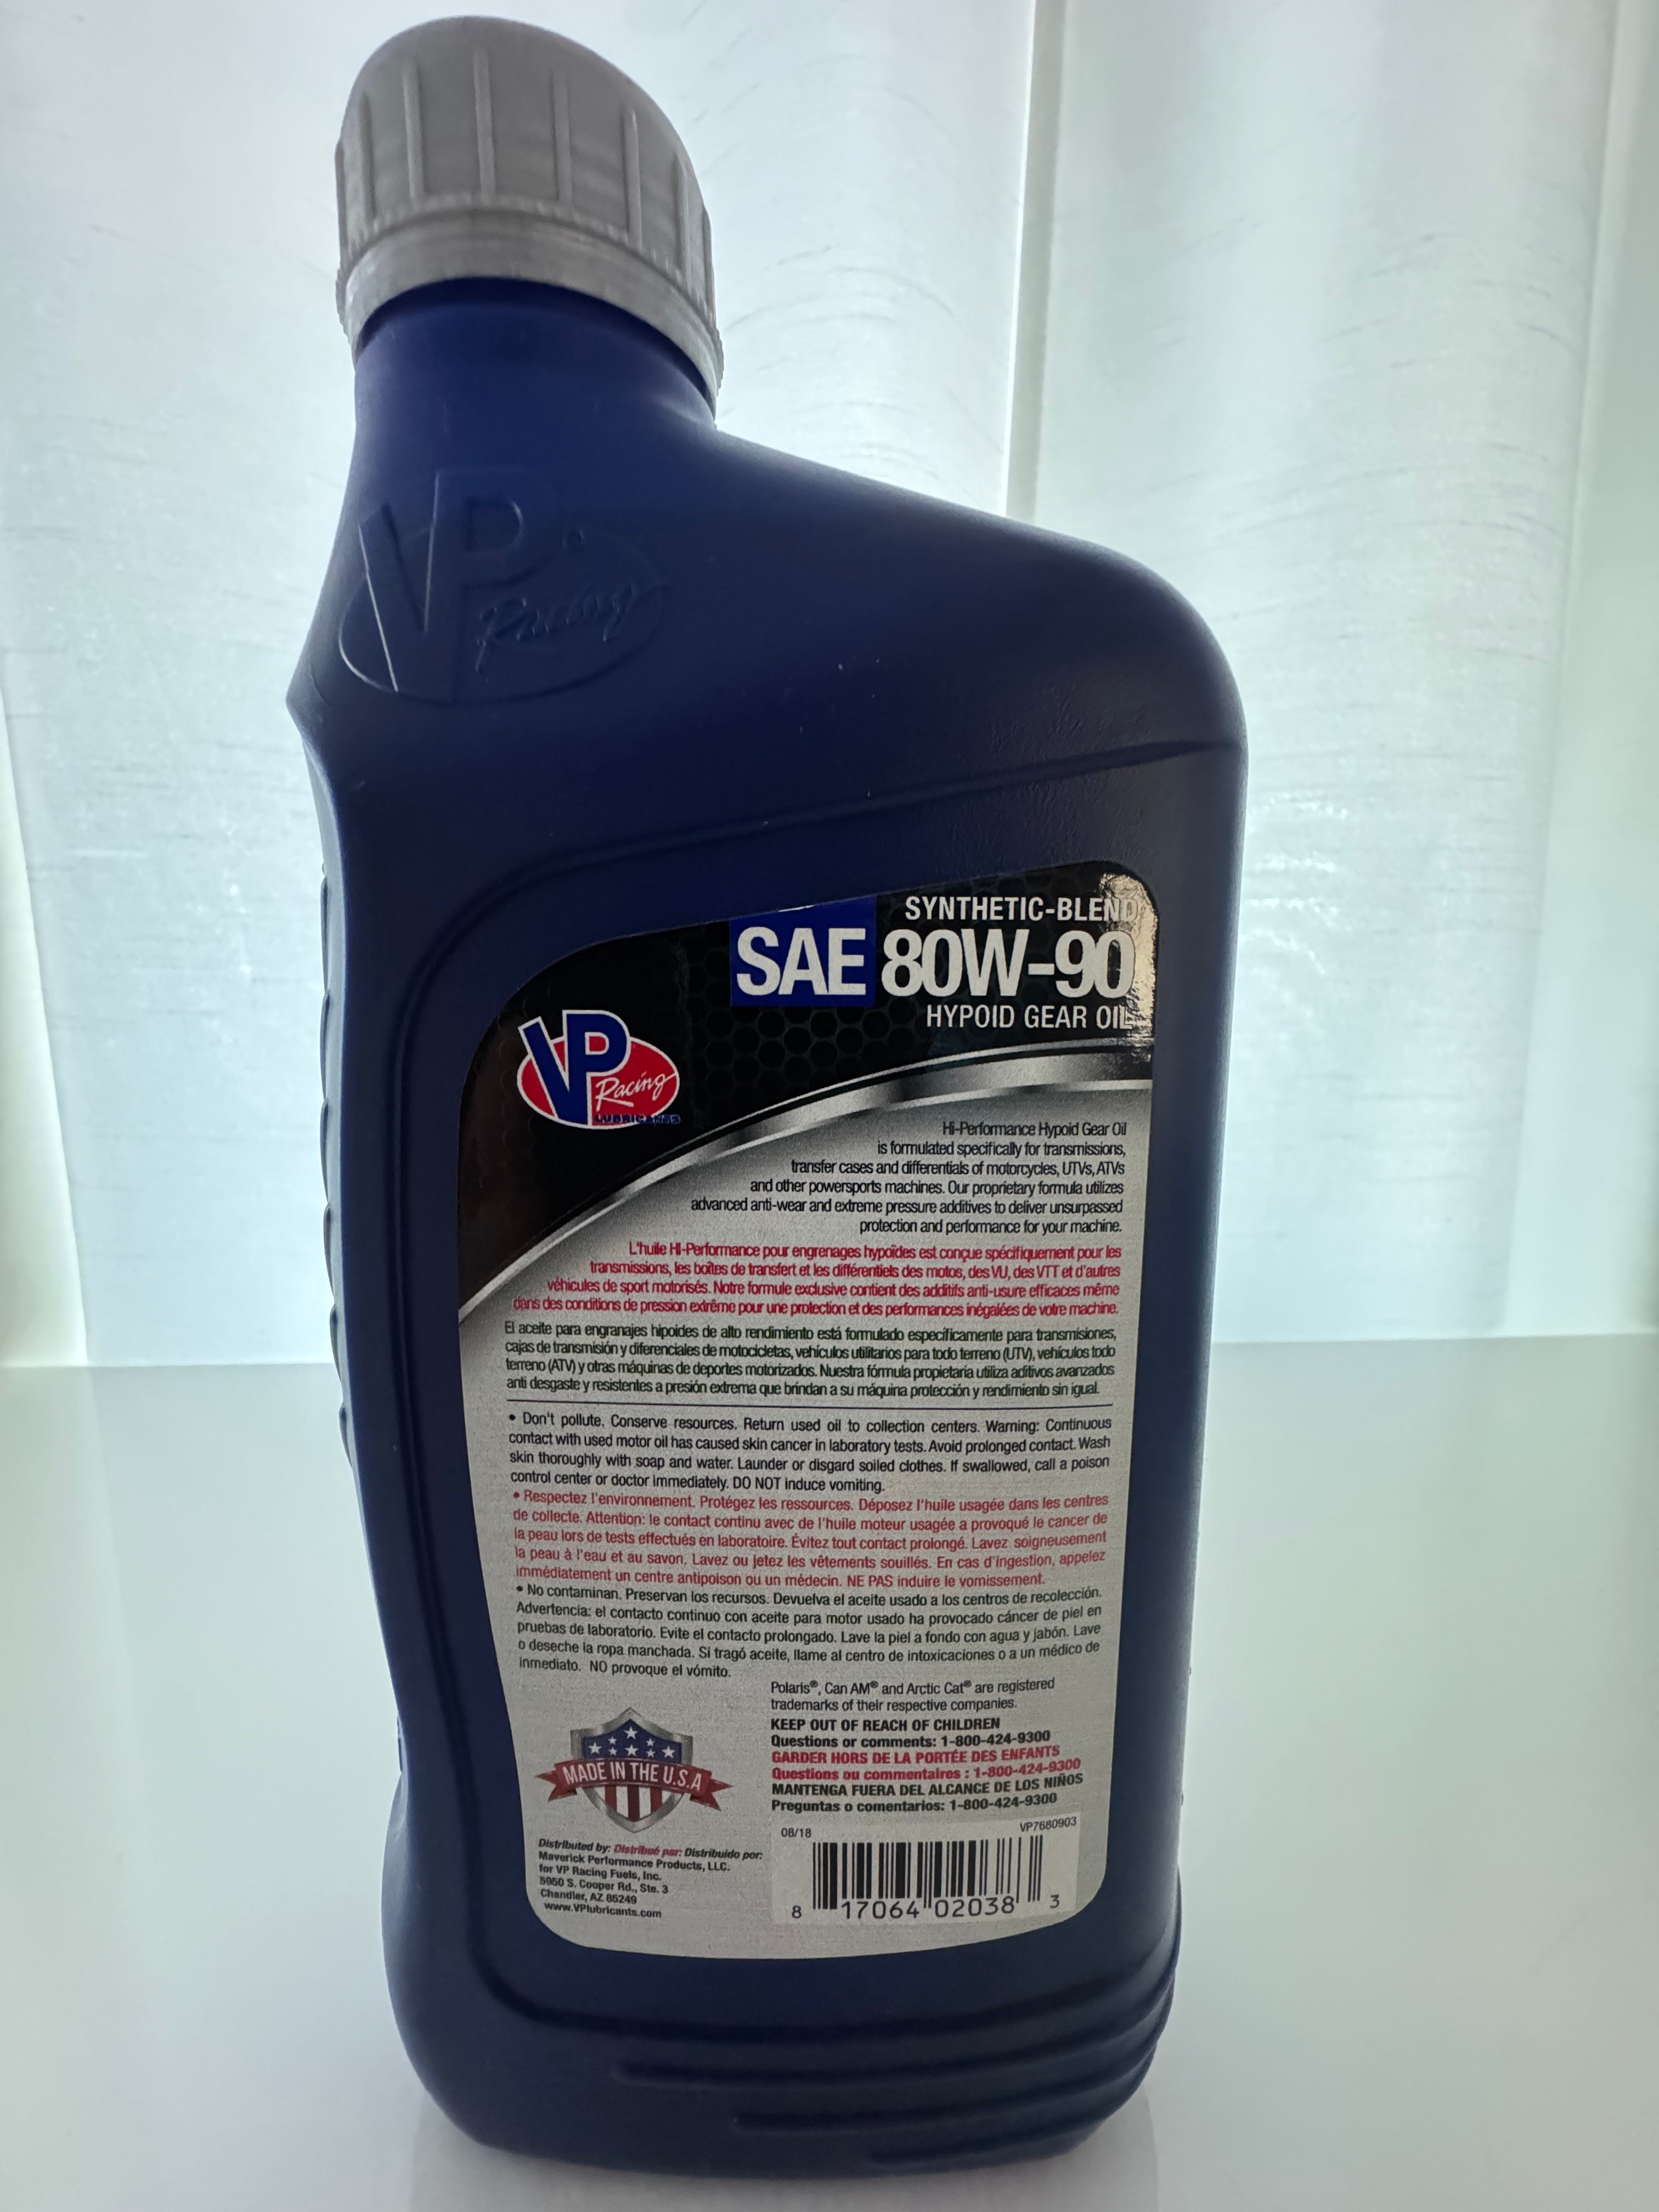 VP
Racing
SYNTHETIC-BLEND
SAE 80W-90
HYPOID GEAR OIL
VP
Racing
LUBRICANTS
Hi-Performance Hypoid Gear Oil
is formulated specifically for transmissions,
transfer cases and differentials of motorcycles, UTVs, ATVs
and other powersports machines. Our proprietary formula utilizes
advanced anti-wear and extreme pressure additives to deliver unsurpassed
protection and performance for your machine.
L'huile HI-Performance pour engrenages hypoïdes est conçue spécifiquement pour les
transmissions, les boîtes de transfert et les différentiels des motos, des VU, des VTT et d'autres
véhicules de sport motorisés. Notre formule exclusive contient des additifs anti-usure efficaces même
dans des conditions de pression extrême pour une protection et des performances inégalées de votre machine.
El aceite para engranajes hipoides de alto rendimiento está formulado específicamente para transmisiones,
cajas de transmisión y diferenciales de motocicletas, vehículos utilitarios para todo terreno (UTV), vehículos todo
terreno (ATV) y otras máquinas de deportes motorizados. Nuestra fórmula propietaria utiliza aditivos avanzados
anti desgaste y resistentes a presión extrema que brindan a su máquina protección y rendimiento sin igual.
• Don't pollute. Conserve resources. Return used oil to collection centers. Warning: Continuous
contact with used motor oil has caused skin cancer in laboratory tests. Avoid prolonged contact. Wash
skin thoroughly with soap and water. Launder or disgard soiled clothes. If swallowed, call a poison
control center or doctor immediately. DO NOT induce vomiting.
• Respectez l'environnement. Protégez les ressources. Déposez l'huile usagée dans les centres
de collecte. Attention: le contact continu avec de l'huile moteur usagée a provoqué le cancer de
la peau lors de tests effectués en laboratoire. Évitez tout contact prolongé. Lavez soigneusement
la peau à l'eau et au savon. Lavez ou jetez les vêtements souillés. En cas d'ingestion, appelez
immédiatement un centre antipoison ou un médecin. NE PAS induire le vomissement.
• No contaminan. Preservan los recursos. Devuelva el aceite usado a los centros de recolección.
Advertencia: el contacto continuo con aceite para motor usado ha provocado cáncer de piel en
pruebas de laboratorio. Evite el contacto prolongado. Lave la piel a fondo con agua y jabón. Lave
o deseche la ropa manchada. Si tragó aceite, llame al centro de intoxicaciones o a un médico de
inmediato. NO provoque el vómito.
Polaris®, Can AM® and Arctic Cat® are registered
trademarks of their respective companies.
KEEP OUT OF REACH OF CHILDREN
Questions or comments: 1-800-424-9300
GARDER HORS DE LA PORTÉE DES ENFANTS
Questions ou commentaires : 1-800-424-9300
MANTENGA FUERA DEL ALCANCE DE LOS NIÑOS
Preguntas o comentarios: 1-800-424-9300
MADE IN THE U.S.A
Distributed by: Distribué par: Distribuido por:
Maverick Performance Products, LLC.
for VP Racing Fuels, Inc.
5950 S. Cooper Rd., Ste. 3
Chandler, AZ 85249
www.VPlubricants.com
08/18 VP7680903
8 17064 02038 3